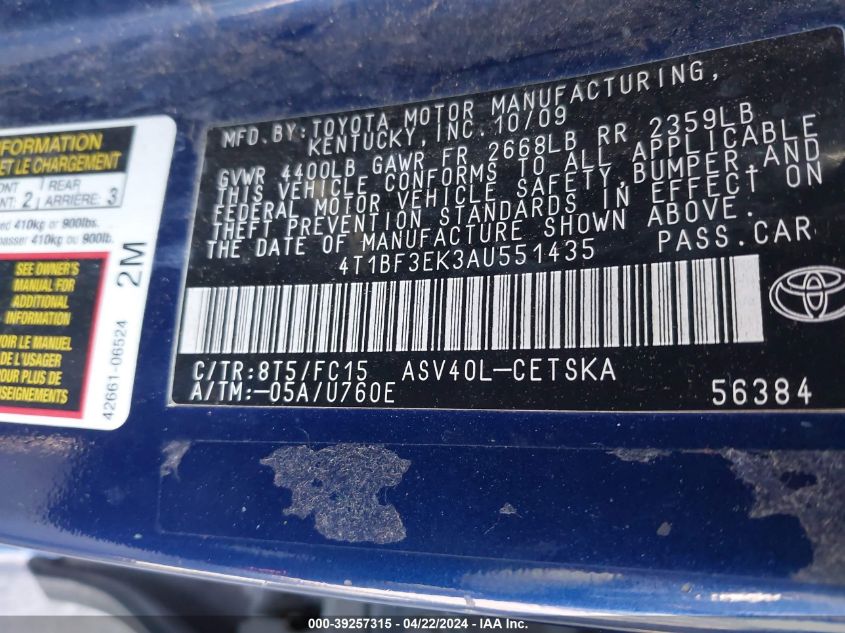 MFD. BY: TOYOTA MOTOR MANUFACTURING,
KENTUCKY, INC. 10/09
GVWR 4400LB GAWR FR 2668LB RR 2359LB
THIS VEHICLE CONFORMS TO ALL APPLICABLE
FEDERAL MOTOR VEHICLE SAFETY, BUMPER, AND
THEFT PREVENTION STANDARDS IN EFFECT ON
THE DATE OF MANUFACTURE SHOWN ABOVE.
4T1BF3EK3AU551435 PASS. CAR
C/TR: 8T5/FC15 ASV40L-CETSKA
A/TM: -05A/U760E
56384
ET LE CHARGEMENT
REAR
2 ARRIERE: 3
410kg or 900lbs.
410kg ou 900lb.
SEE OWNER'S
MANUAL FOR
ADDITIONAL
INFORMATION
LE MANUEL
DE L'USAGER
POUR PLUS DE
2M
42661-06524
000-39257315 - 04/22/2024 - IAA Inc.